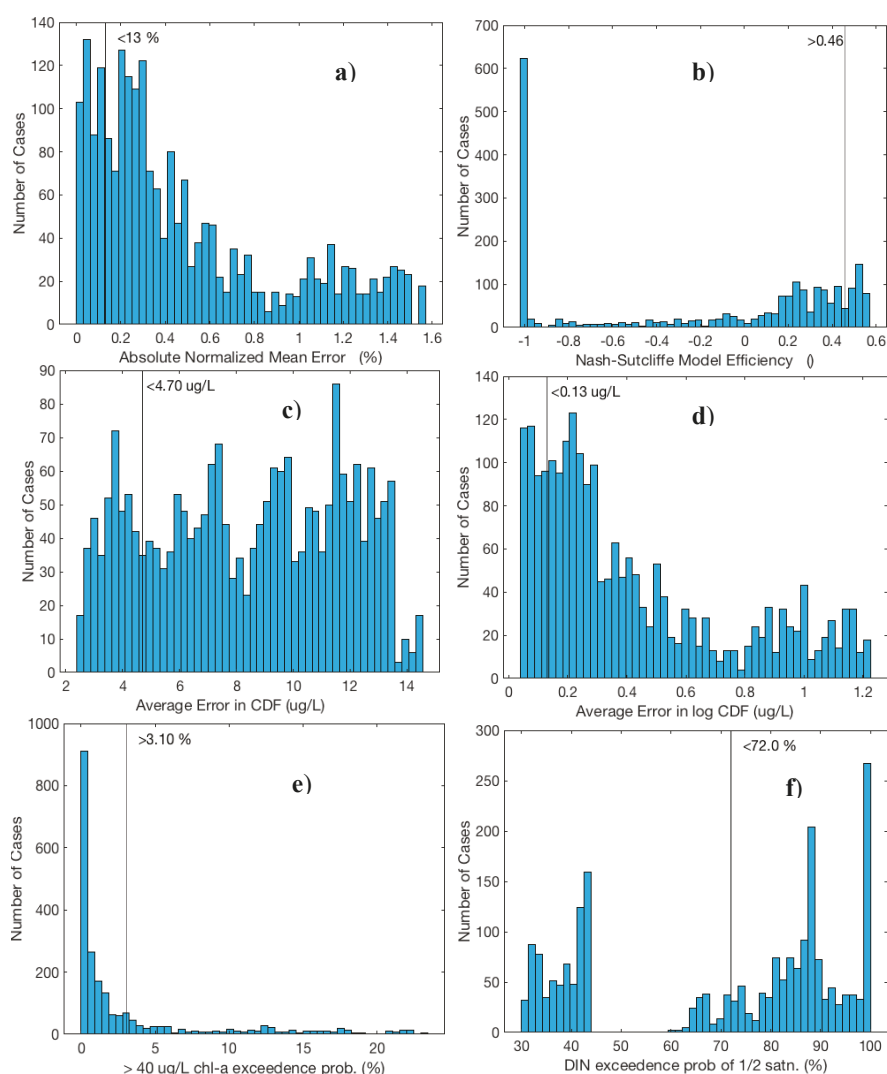 140
120
100
80
60
40
20
0
Number of Cases
<13 %
a)
0 0.2 0.4 0.6 0.8 1 1.2 1.4 1.6
Absolute Normalized Mean Error (%)
700
600
500
400
300
200
100
0
Number of Cases
>0.46
b)
-1 -0.8 -0.6 -0.4 -0.2 0 0.2 0.4 0.6
Nash-Sutcliffe Model Efficiency ()
90
80
70
60
50
40
30
20
10
0
Number of Cases
<4.70 ug/L
c)
2 4 6 8 10 12 14
Average Error in CDF (ug/L)
140
120
100
80
60
40
20
0
Number of Cases
<0.13 ug/L
d)
0 0.2 0.4 0.6 0.8 1 1.2
Average Error in log CDF (ug/L)
1000
800
600
400
200
0
Number of Cases
>3.10 %
e)
0 5 10 15 20
> 40 ug/L chl-a exceedence prob. (%)
300
250
200
150
100
50
0
Number of Cases
<72.0 %
f)
30 40 50 60 70 80 90 100
DIN exceedence prob of 1/2 satn. (%)